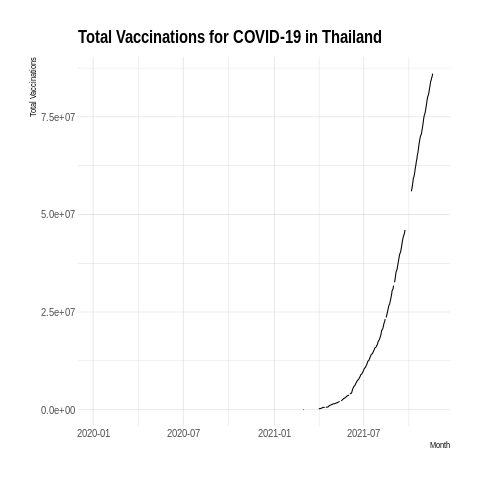 Total Vaccinations for COVID-19 in Thailand
Total Vaccinations
7.5e+07
5.0e+07
2.5e+07
0.0e+00
2020-01
2020-07
2021-01
2021-07
Month